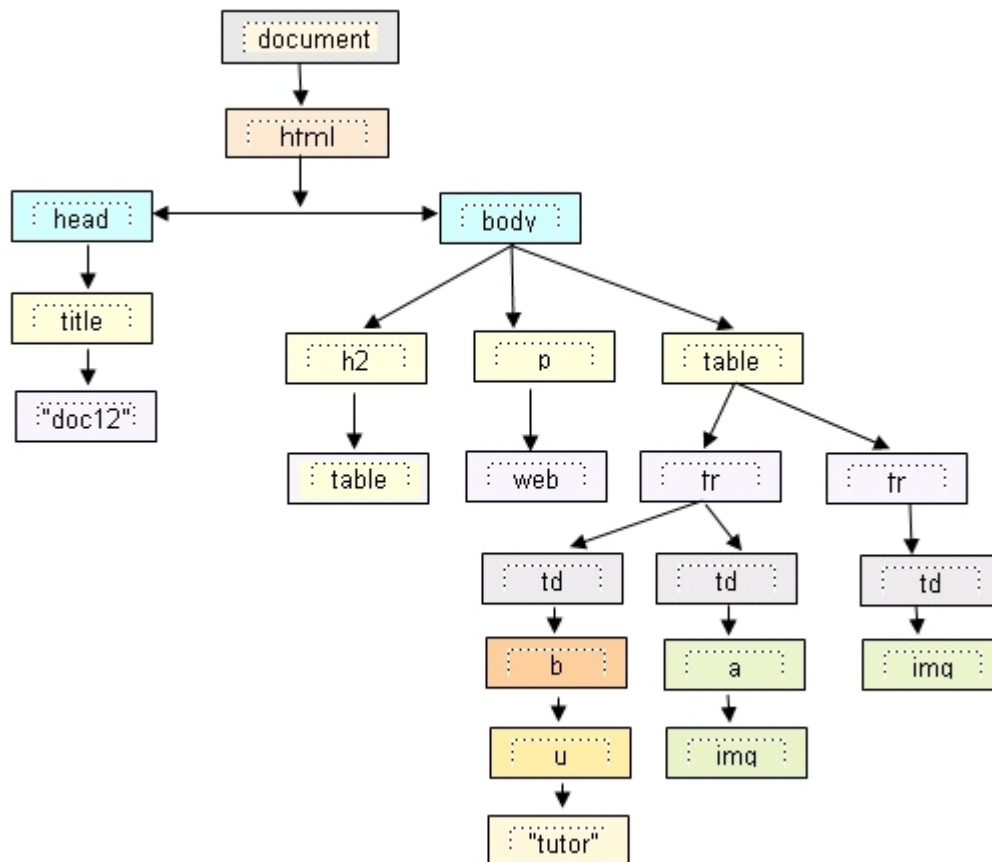 document
html
head
body
title
h2
p
table
"doc12"
table
web
tr
tr
td
td
td
b
a
img
u
img
"tutor"